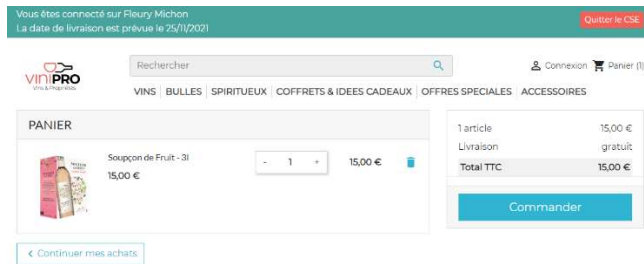 Vous êtes connecté sur Fleury Michon
La date de livraison est prévue le 25/11/2021
Quitter le CSE
VINIPRO
Vins & Propriétés
Rechercher
Connexion Panier (1)
VINS BULLES SPIRITUEUX COFFRETS & IDEES CADEAUX OFFRES SPECIALES ACCESSOIRES
PANIER
Soupçon de Fruit - 3l
15,00 €
- 1 +
15,00 €
1 article 15,00 €
Livraison gratuit
Total TTC 15,00 €
Commander
< Continuer mes achats